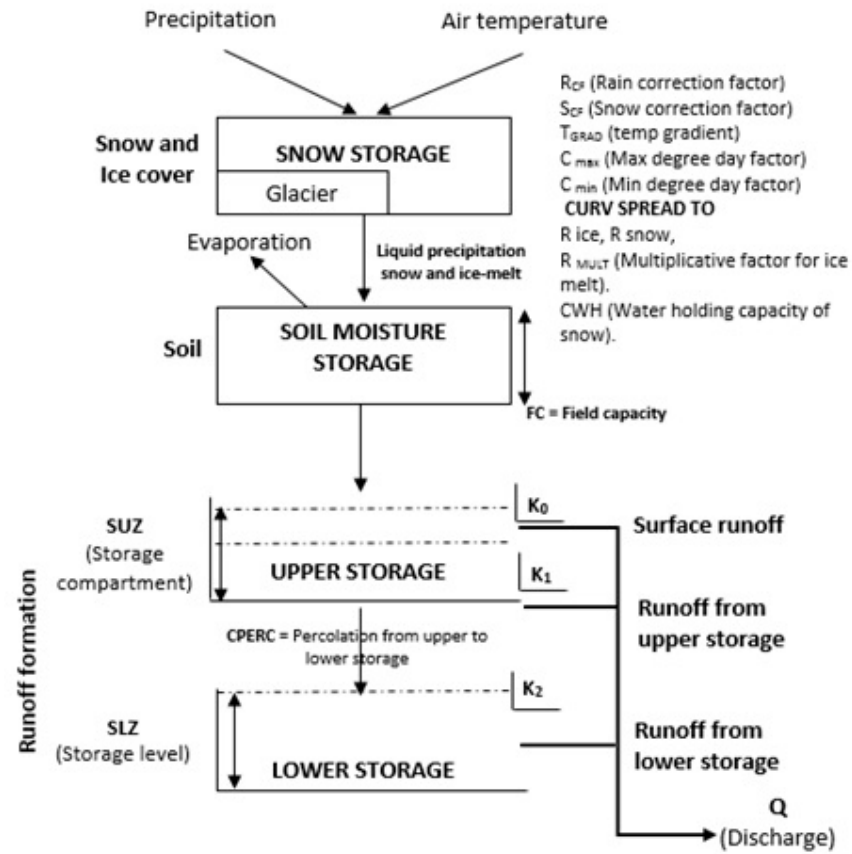 Precipitation
Air temperature
Snow and
Ice cover
SNOW STORAGE
Glacier
R_CF (Rain correction factor)
S_CF (Snow correction factor)
T_GRAD (temp gradient)
C max (Max degree day factor)
C min (Min degree day factor)
CURV SPREAD TO
R ice, R snow,
R MULT (Multiplicative factor for ice
melt).
CWH (Water holding capacity of
snow).
Evaporation
Liquid precipitation
snow and ice-melt
Soil
SOIL MOISTURE
STORAGE
FC = Field capacity
Runoff formation
SUZ
(Storage
compartment)
UPPER STORAGE
K0
K1
Surface runoff
Runoff from
upper storage
CPERC = Percolation from upper to
lower storage
SLZ
(Storage level)
LOWER STORAGE
K2
Runoff from
lower storage
Q
(Discharge)